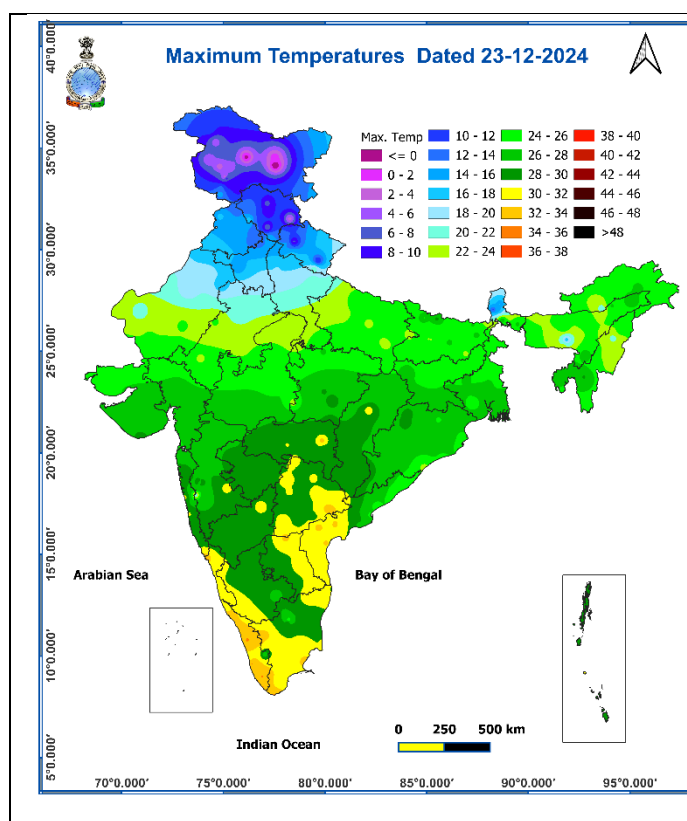 Maximum Temperatures Dated 23-12-2024
Max. Temp
<= 0
0 - 2
2 - 4
4 - 6
6 - 8
8 - 10
10 - 12
12 - 14
14 - 16
16 - 18
18 - 20
20 - 22
22 - 24
24 - 26
26 - 28
28 - 30
30 - 32
32 - 34
34 - 36
36 - 38
38 - 40
40 - 42
42 - 44
44 - 46
46 - 48
>48
40°0.000'
35°0.000'
30°0.000'
25°0.000'
20°0.000'
15°0.000'
10°0.000'
5°0.000'
Arabian Sea
Bay of Bengal
Indian Ocean
0 250 500 km
70°0.000' 75°0.000' 80°0.000' 85°0.000' 90°0.000' 95°0.000'